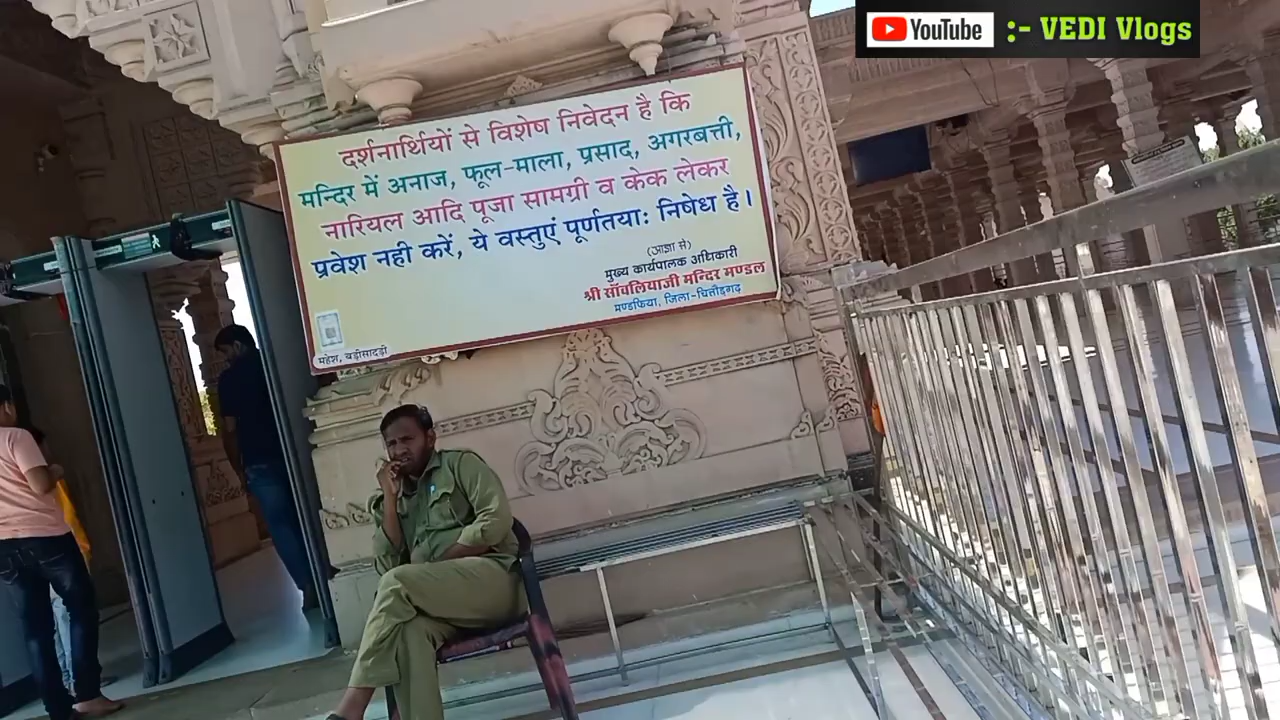 YouTube :- VEDI Vlogs
दर्शनार्थियों से विशेष निवेदन है कि
मन्दिर में अनाज, फूल-माला, प्रसाद, अगरबत्ती,
नारियल आदि पूजा सामग्री व केक लेकर
प्रवेश नही करें, ये वस्तुएं पूर्णतयाः निषेध है।
(आज्ञा से)
मुख्य कार्यपालक अधिकारी
श्री साँवलियाजी मन्दिर मण्डल
मण्डफिया, जिला-चित्तौड़गढ़
महेश, बड़ीसादड़ी